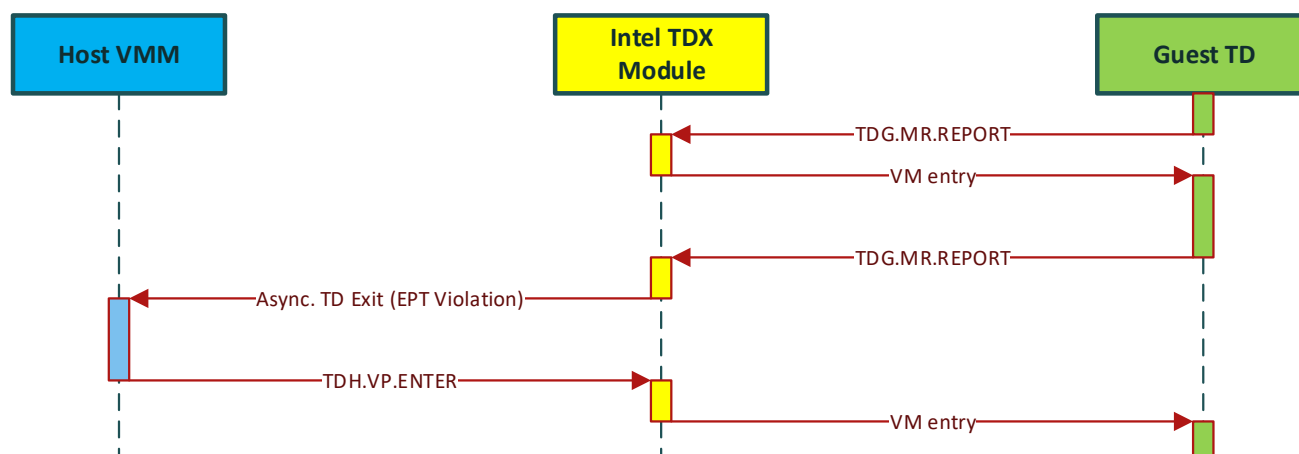 Host VMM
Intel TDX
Module
Guest TD
TDG.MR.REPORT
VM entry
TDG.MR.REPORT
Async. TD Exit (EPT Violation)
TDH.VP.ENTER
VM entry